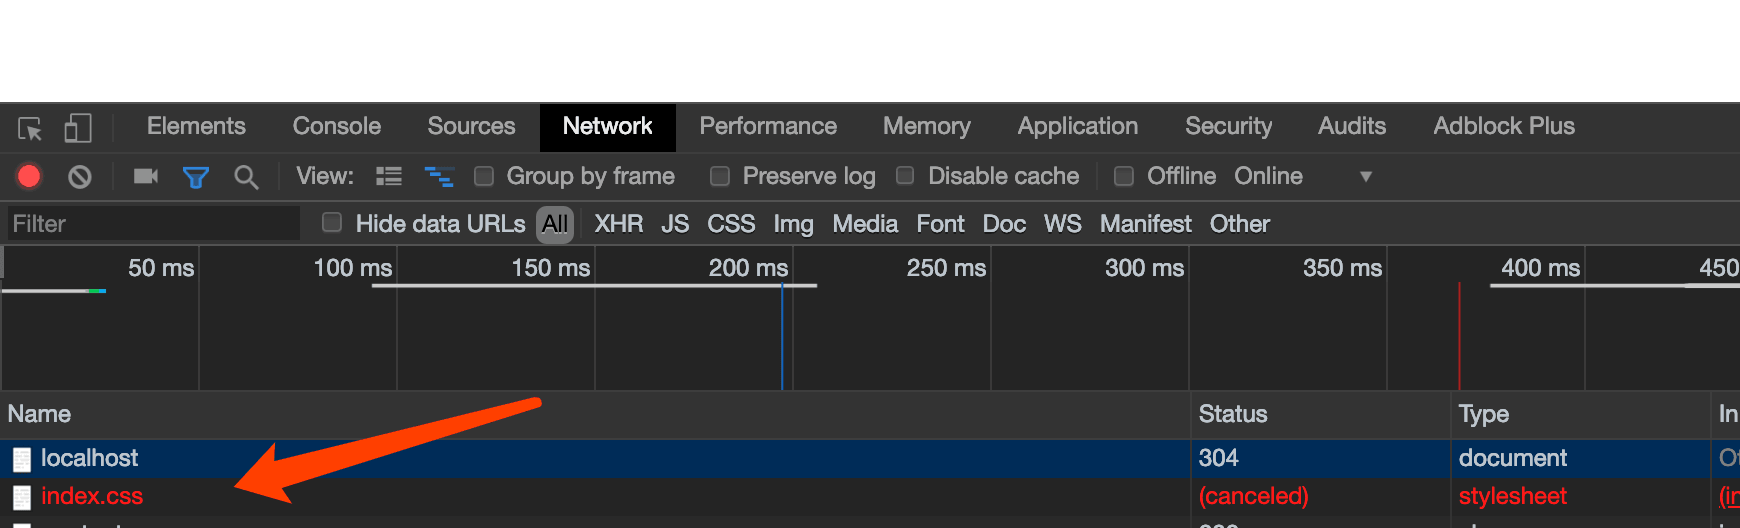 Elements Console Sources Network Performance Memory Application Security Audits Adblock Plus
View: Group by frame Preserve log Disable cache Offline Online
Filter Hide data URLs All XHR JS CSS Img Media Font Doc WS Manifest Other
50 ms 100 ms 150 ms 200 ms 250 ms 300 ms 350 ms 400 ms 450
Name Status Type In
localhost 304 document
index.css (canceled) stylesheet (in